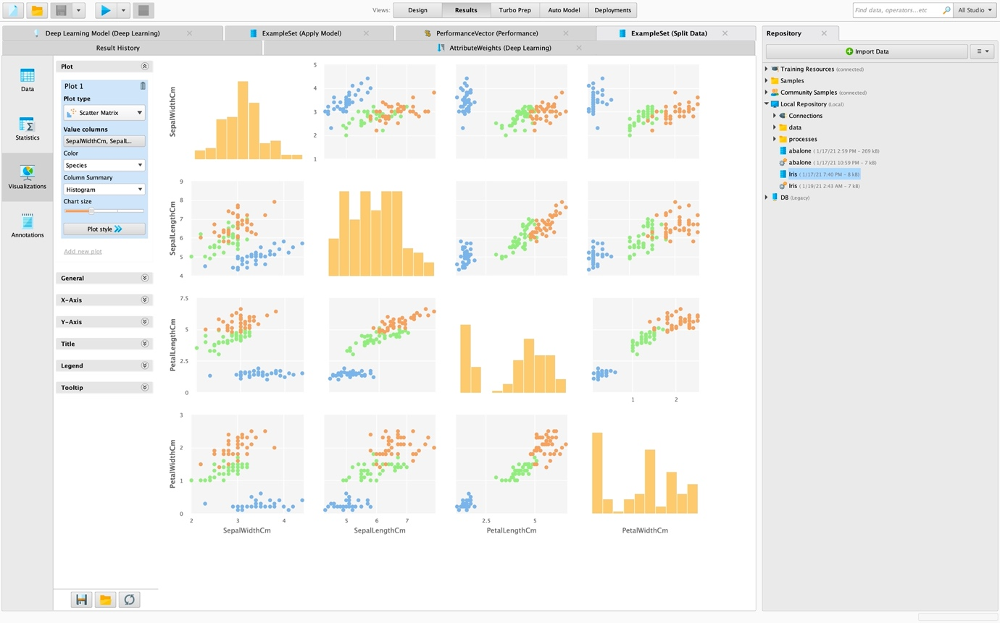 Views: Design Results Turbo Prep Auto Model Deployments
Find data, operators...etc All Studio
Deep Learning Model (Deep Learning) ExampleSet (Apply Model) PerformanceVector (Performance) ExampleSet (Split Data)
Result History AttributeWeights (Deep Learning)
Data
Statistics
Visualizations
Annotations
Plot
Plot 1
Plot type
Scatter Matrix
Value columns
SepalWidthCm, SepalL...
Color
Species
Column Summary
Histogram
Chart size
Plot style
Add new plot
General
X-Axis
Y-Axis
Title
Legend
Tooltip
SepalWidthCm
5
4
3
2
1
SepalLengthCm
9
8
7
6
5
4
PetalLengthCm
7.5
5
2.5
0
1 2
PetalWidthCm
3
2
1
0
2 3 4 5 6 7 2.5 5
SepalWidthCm SepalLengthCm PetalLengthCm PetalWidthCm
Repository
Import Data
Training Resources (connected)
Samples
Community Samples (connected)
Local Repository (Local)
Connections
data
processes
abalone ( 1/17/21 2:59 PM – 269 kB)
abalone ( 1/17/21 10:59 PM – 7 kB)
Iris ( 1/17/21 7:40 PM – 8 kB)
Iris ( 1/19/21 2:43 AM – 7 kB)
DB (Legacy)